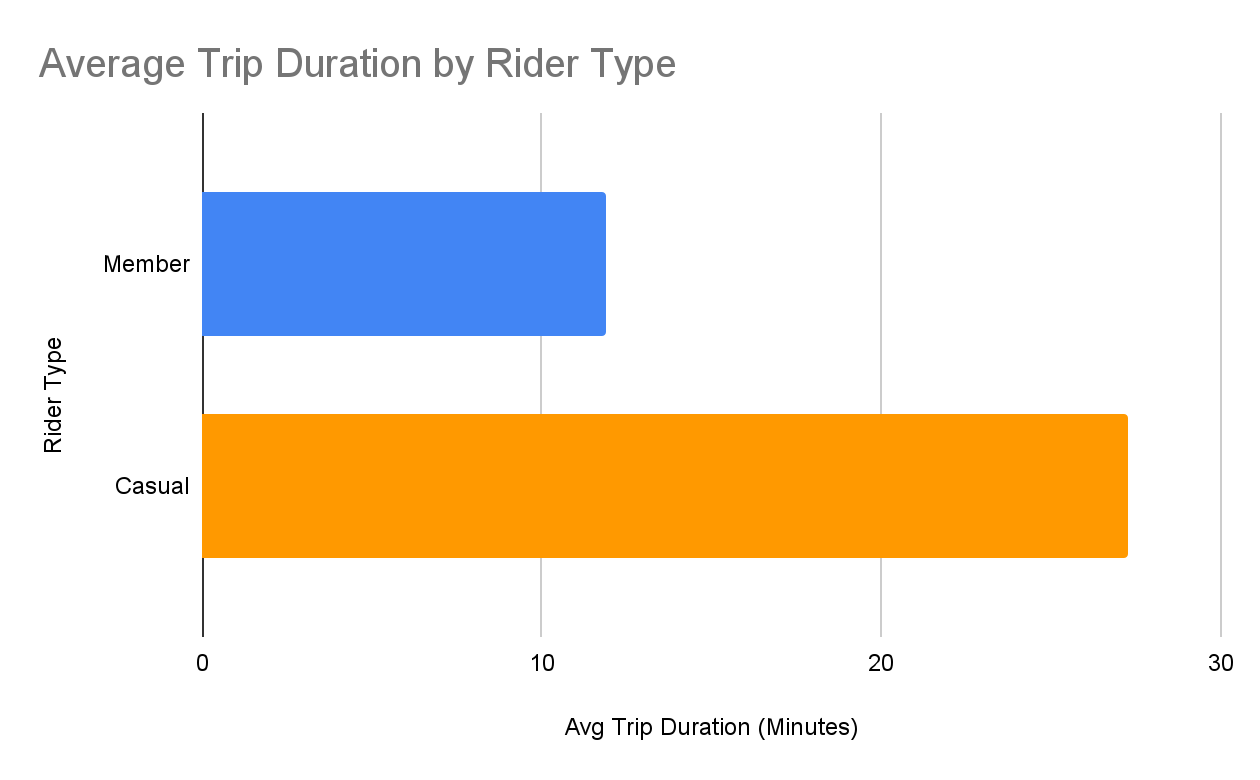 Average Trip Duration by Rider Type
Rider Type
Member
Casual
0 10 20 30
Avg Trip Duration (Minutes)